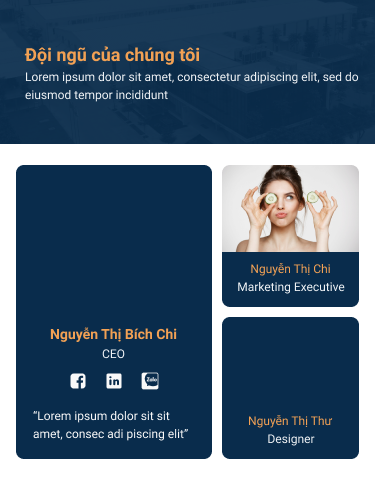 Đội ngũ của chúng tôi
Lorem ipsum dolor sit amet, consectetur adipiscing elit, sed do
eiusmod tempor incididunt
Nguyễn Thị Bích Chi
CEO
Zalo
“Lorem ipsum dolor sit sit
amet, consec adi piscing elit”
Nguyễn Thị Chi
Marketing Executive
Nguyễn Thị Thư
Designer